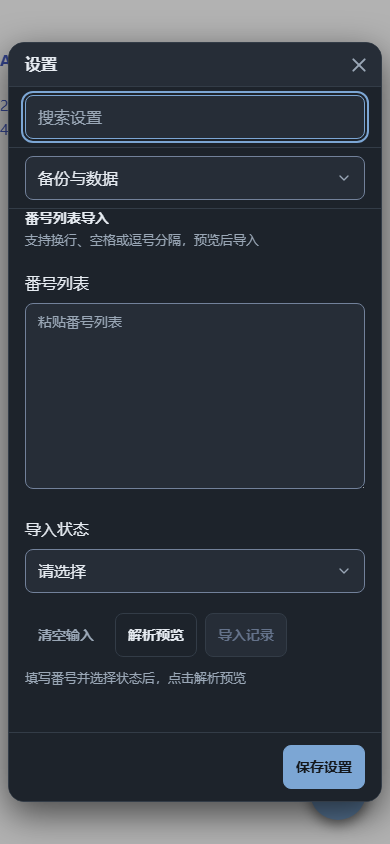 设置
搜索设置
备份与数据
番号列表导入
支持换行、空格或逗号分隔，预览后导入
番号列表
粘贴番号列表
导入状态
请选择
清空输入 解析预览 导入记录
填写番号并选择状态后，点击解析预览
保存设置